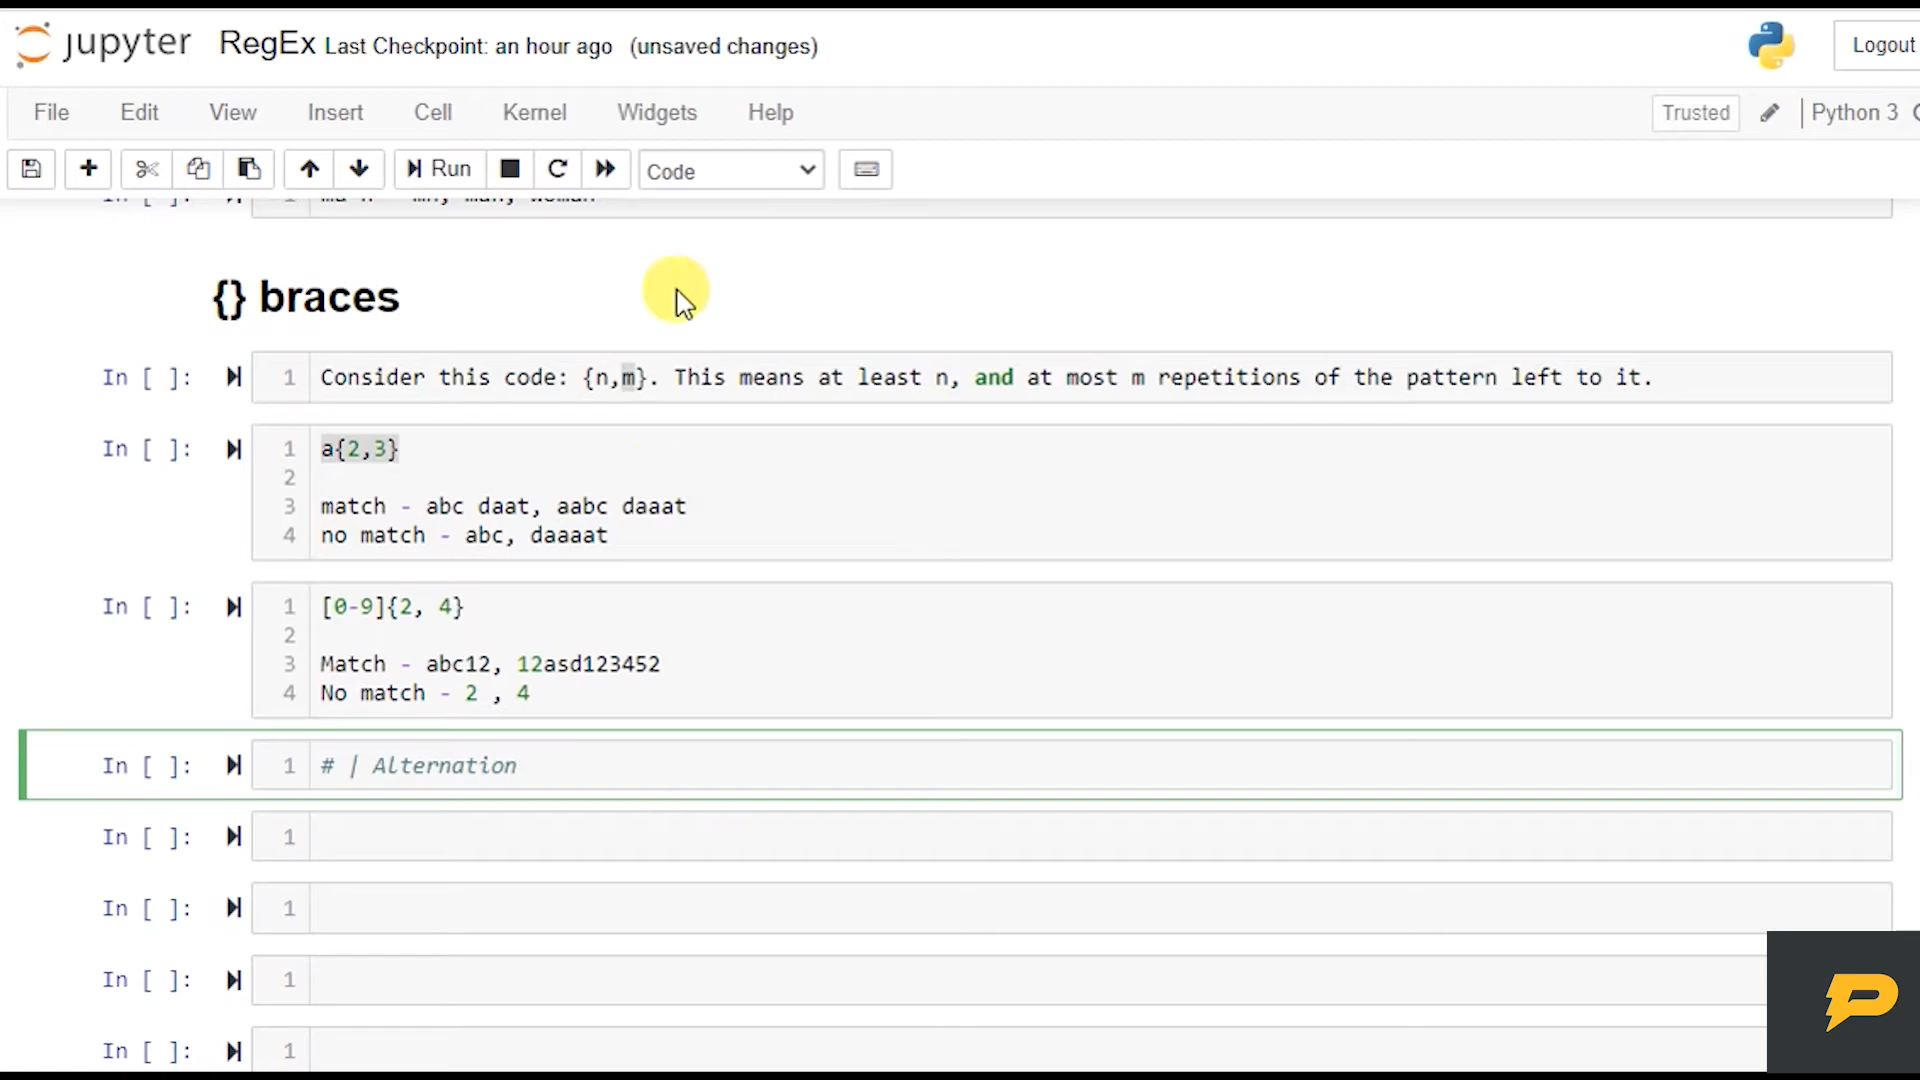 jupyter RegEx Last Checkpoint: an hour ago (unsaved changes) Logout
File Edit View Insert Cell Kernel Widgets Help Trusted Python 3
Run Code
{} braces
In [ ]: 1 Consider this code: {n,m}. This means at least n, and at most m repetitions of the pattern left to it.
In [ ]: 1 a{2,3}
2
3 match - abc daat, aabc daaat
4 no match - abc, daaaat
In [ ]: 1 [0-9]{2, 4}
2
3 Match - abc12, 12asd123452
4 No match - 2 , 4
In [ ]: 1 # | Alternation
In [ ]: 1
In [ ]: 1
In [ ]: 1
In [ ]: 1